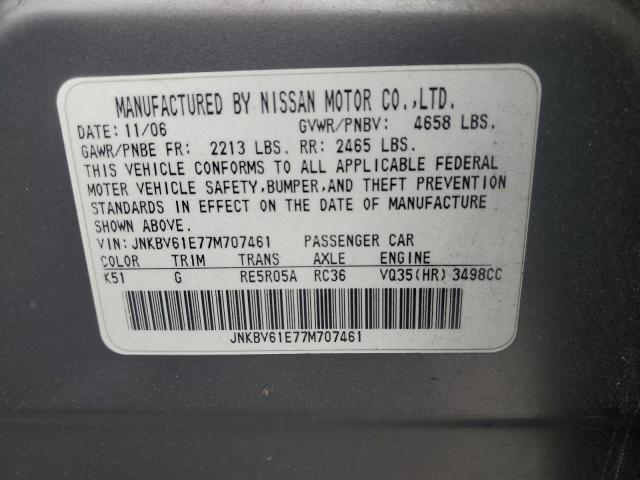 MANUFACTURED BY NISSAN MOTOR CO.,LTD.
DATE: 11/06 GVWR/PNBV: 4658 LBS.
GAWR/PNBE FR: 2213 LBS. RR: 2465 LBS.
THIS VEHICLE CONFORMS TO ALL APPLICABLE FEDERAL
MOTER VEHICLE SAFETY,BUMPER,AND THEFT PREVENTION
STANDARDS IN EFFECT ON THE DATE OF MANUFACTURE
SHOWN ABOVE.
VIN: JNKBV61E77M707461 PASSENGER CAR
COLOR TRIM TRANS AXLE ENGINE
K51 G RE5R05A RC36 VQ35(HR) 3498CC
JNKBV61E77M707461